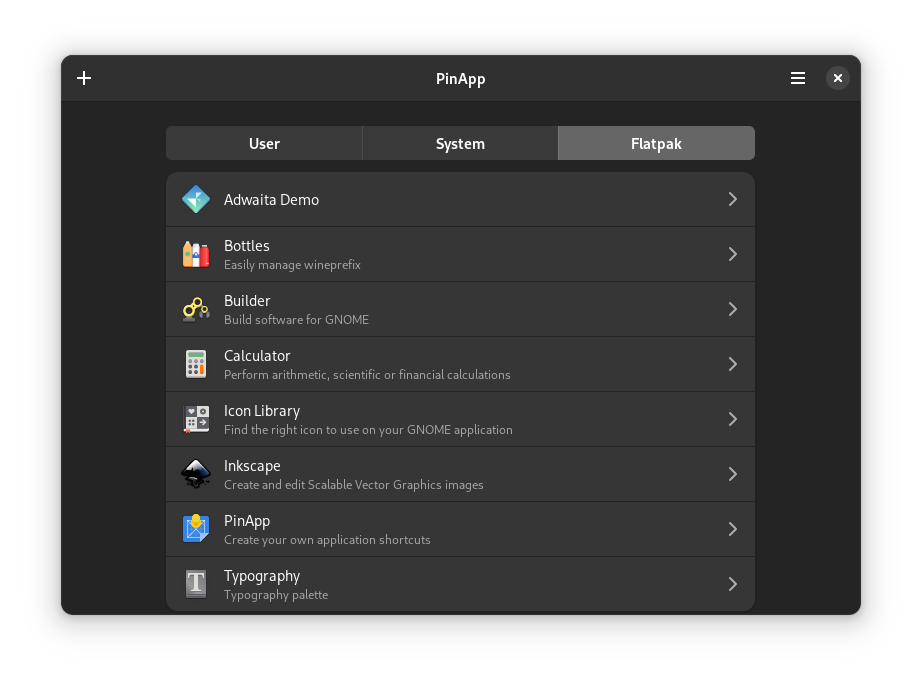 PinApp
User
System
Flatpak
Adwaita Demo
Bottles
Easily manage wineprefix
Builder
Build software for GNOME
Calculator
Perform arithmetic, scientific or financial calculations
Icon Library
Find the right icon to use on your GNOME application
Inkscape
Create and edit Scalable Vector Graphics images
PinApp
Create your own application shortcuts
Typography
Typography palette